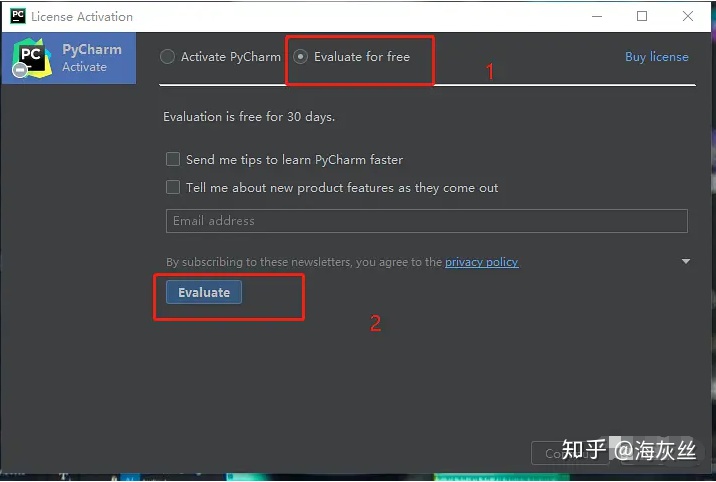 License Activation
PyCharm
Activate
Activate PyCharm
Evaluate for free
Buy license
1
Evaluation is free for 30 days.
Send me tips to learn PyCharm faster
Tell me about new product features as they come out
Email address
By subscribing to these newsletters, you agree to the privacy policy
Evaluate
2
知乎 @海灰丝